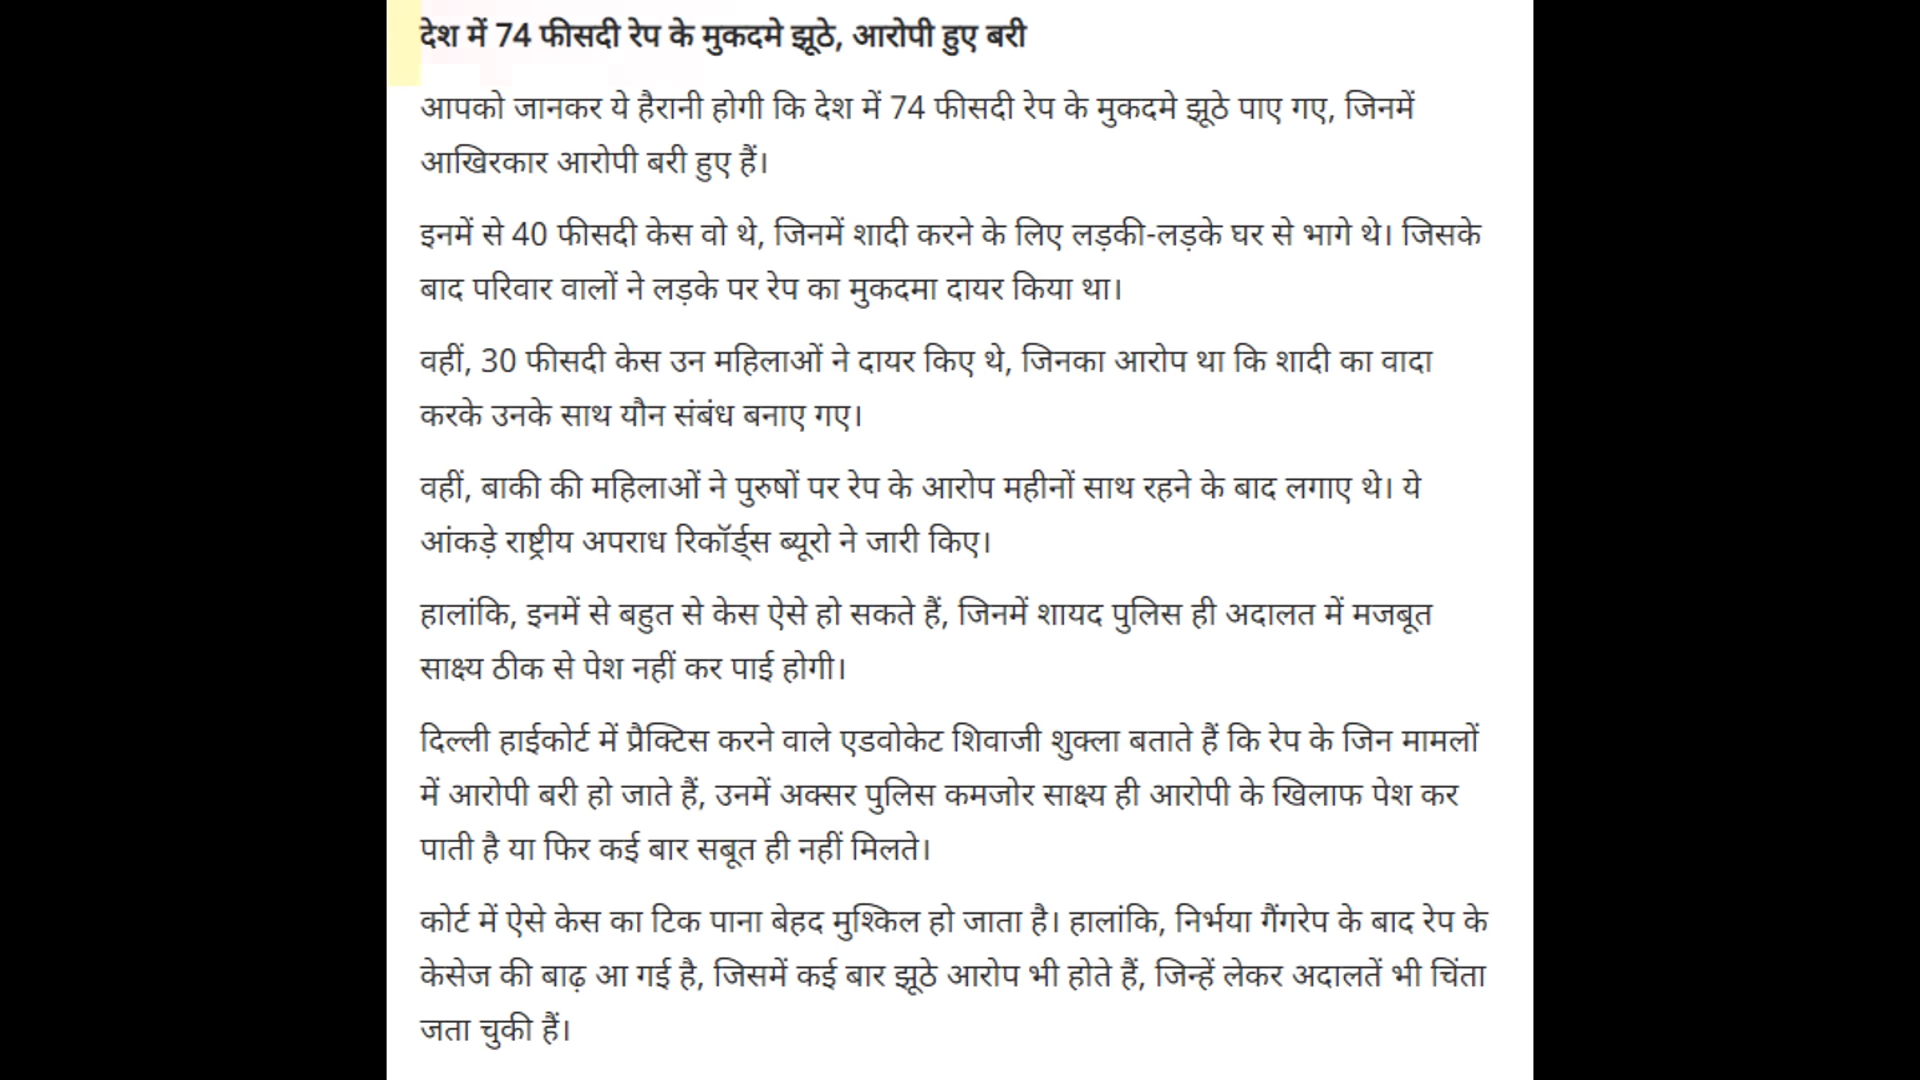 देश में 74 फीसदी रेप के मुकदमे झूठे, आरोपी हुए बरी
आपको जानकर ये हैरानी होगी कि देश में 74 फीसदी रेप के मुकदमे झूठे पाए गए, जिनमें
आखिरकार आरोपी बरी हुए हैं।
इनमें से 40 फीसदी केस वो थे, जिनमें शादी करने के लिए लड़की-लड़के घर से भागे थे। जिसके
बाद परिवार वालों ने लड़के पर रेप का मुकदमा दायर किया था।
वहीं, 30 फीसदी केस उन महिलाओं ने दायर किए थे, जिनका आरोप था कि शादी का वादा
करके उनके साथ यौन संबंध बनाए गए।
वहीं, बाकी की महिलाओं ने पुरुषों पर रेप के आरोप महीनों साथ रहने के बाद लगाए थे। ये
आंकड़े राष्ट्रीय अपराध रिकॉर्ड्स ब्यूरो ने जारी किए।
हालांकि, इनमें से बहुत से केस ऐसे हो सकते हैं, जिनमें शायद पुलिस ही अदालत में मजबूत
साक्ष्य ठीक से पेश नहीं कर पाई होगी।
दिल्ली हाईकोर्ट में प्रैक्टिस करने वाले एडवोकेट शिवाजी शुक्ला बताते हैं कि रेप के जिन मामलों
में आरोपी बरी हो जाते हैं, उनमें अक्सर पुलिस कमजोर साक्ष्य ही आरोपी के खिलाफ पेश कर
पाती है या फिर कई बार सबूत ही नहीं मिलते।
कोर्ट में ऐसे केस का टिक पाना बेहद मुश्किल हो जाता है। हालांकि, निर्भया गैंगरेप के बाद रेप के
केसेज की बाढ़ आ गई है, जिसमें कई बार झूठे आरोप भी होते हैं, जिन्हें लेकर अदालतें भी चिंता
जता चुकी हैं।